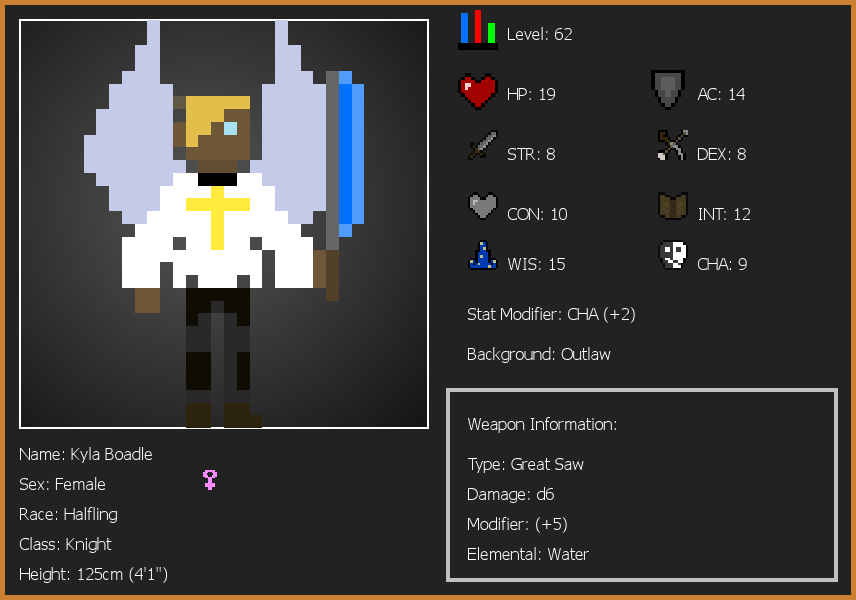 Level: 62
HP: 19
AC: 14
STR: 8
DEX: 8
CON: 10
INT: 12
WIS: 15
CHA: 9
Stat Modifier: CHA (+2)
Background: Outlaw
Weapon Information:
Type: Great Saw
Damage: d6
Modifier: (+5)
Elemental: Water
Name: Kyla Boadle
Sex: Female
Race: Halfling
Class: Knight
Height: 125cm (4'1")